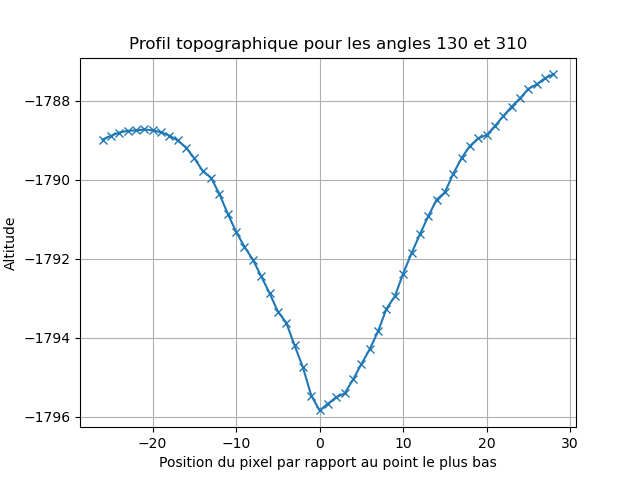 Profil topographique pour les angles 130 et 310
−1788
−1790
−1792
−1794
−1796
Altitude
−20 −10 0 10 20 30
Position du pixel par rapport au point le plus bas